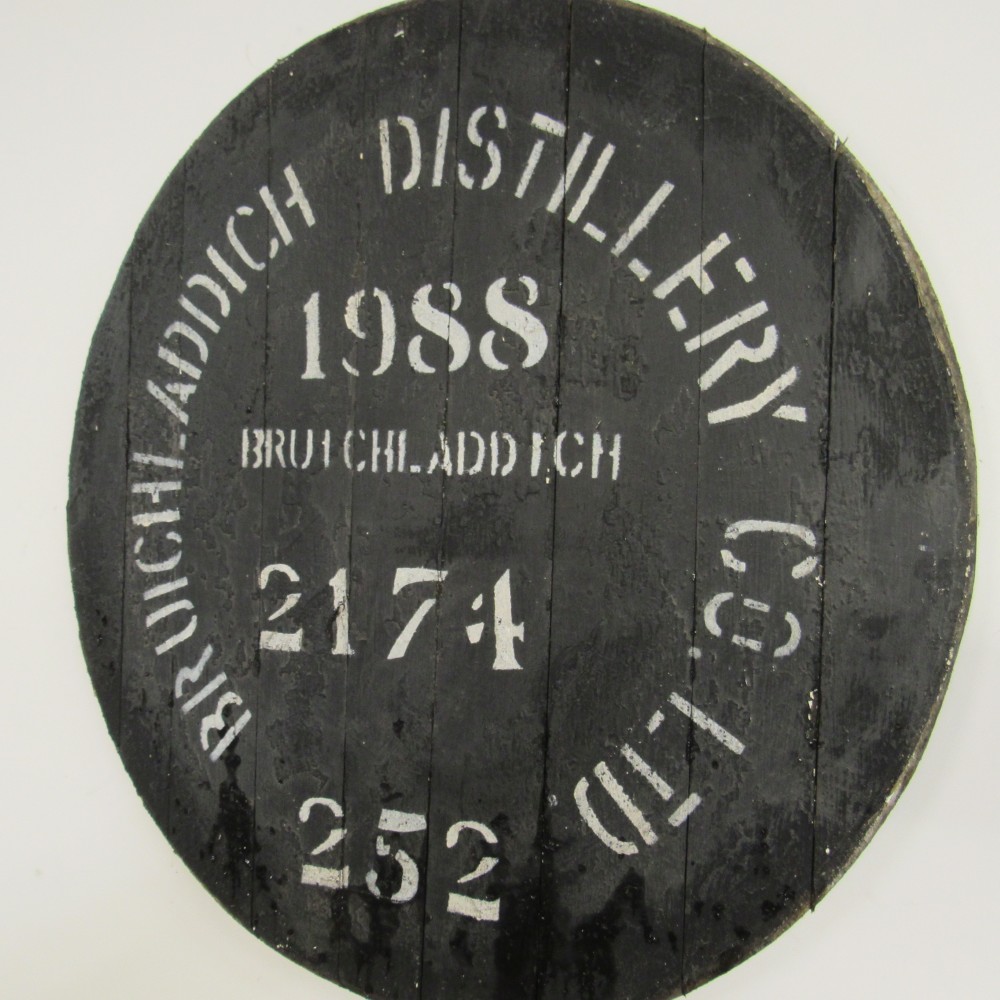 BRUICHLADDICH DISTILLERY CO. LTD
1988
BRUICHLADDICH
2174
252